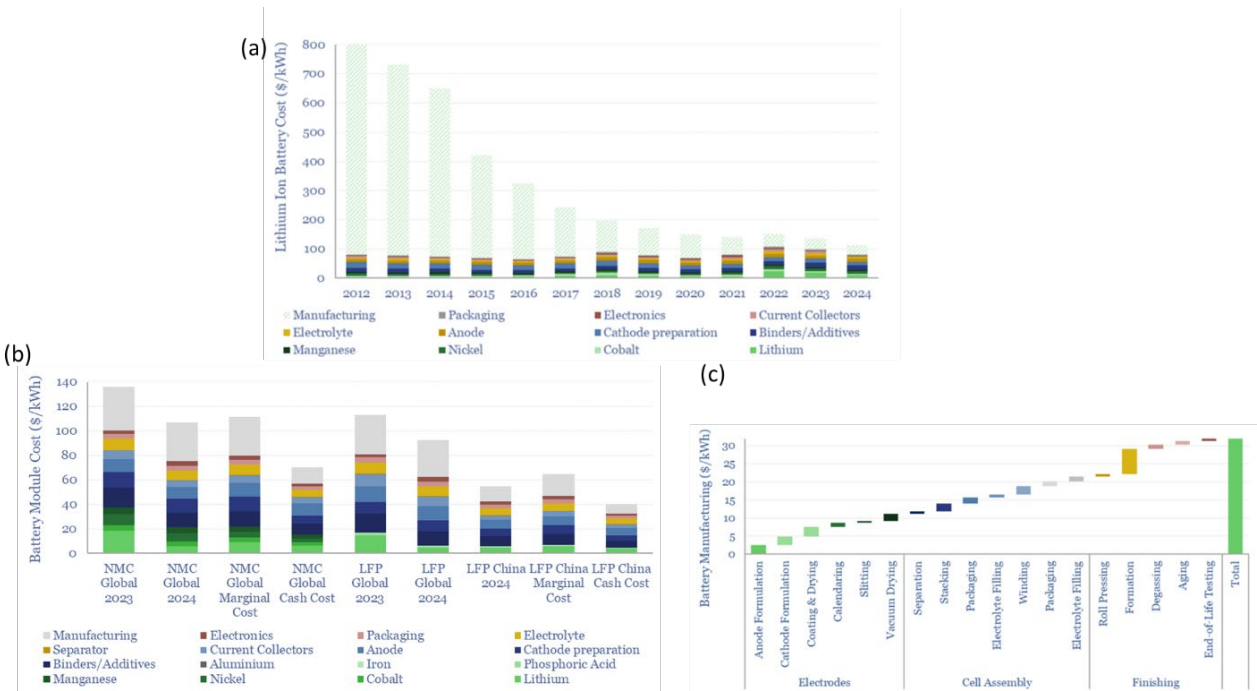 (a)
Lithium Ion Battery Cost ($/kWh)
800
700
600
500
400
300
200
100
0
2012 2013 2014 2015 2016 2017 2018 2019 2020 2021 2022 2023 2024
Manufacturing Packaging Electronics Current Collectors
Electrolyte Anode Cathode preparation Binders/Additives
Manganese Nickel Cobalt Lithium
(b)
Battery Module Cost ($/kWh)
140
120
100
80
60
40
20
0
NMC Global 2023
NMC Global 2024
NMC Global Marginal Cost
NMC Global Cash Cost
LFP Global 2023
LFP Global 2024
LFP China 2024
LFP China Marginal Cost
LFP China Cash Cost
Manufacturing Electronics Packaging Electrolyte
Separator Current Collectors Anode Cathode preparation
Binders/Additives Aluminium Iron Phosphoric Acid
Manganese Nickel Cobalt Lithium
(c)
Battery Manufacturing ($/kWh)
30
25
20
15
10
5
0
Anode Formulation
Cathode Formulation
Coating & Drying
Calendaring
Slitting
Vacuum Drying
Separation
Stacking
Packaging
Electrolyte Filling
Winding
Packaging
Electrolyte Filling
Roll Pressing
Formation
Degassing
Aging
End-of-Life Testing
Total
Electrodes Cell Assembly Finishing